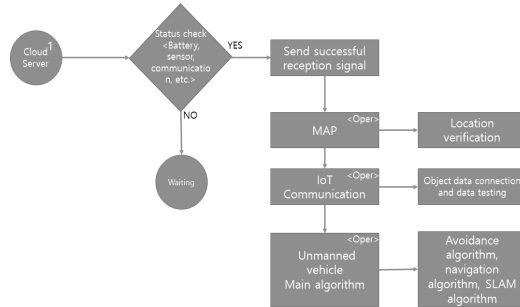 Cloud 1
Server
Status check
<Battery,
sensor,
communicatio
n, etc.>
YES
NO
Waiting
Send successful
reception signal
<Oper>
MAP
Location
verification
<Oper>
IoT
Communication
Object data connection
and data testing
<Oper>
Unmanned
vehicle
Main algorithm
Avoidance
algorithm,
navigation
algorithm, SLAM
algorithm